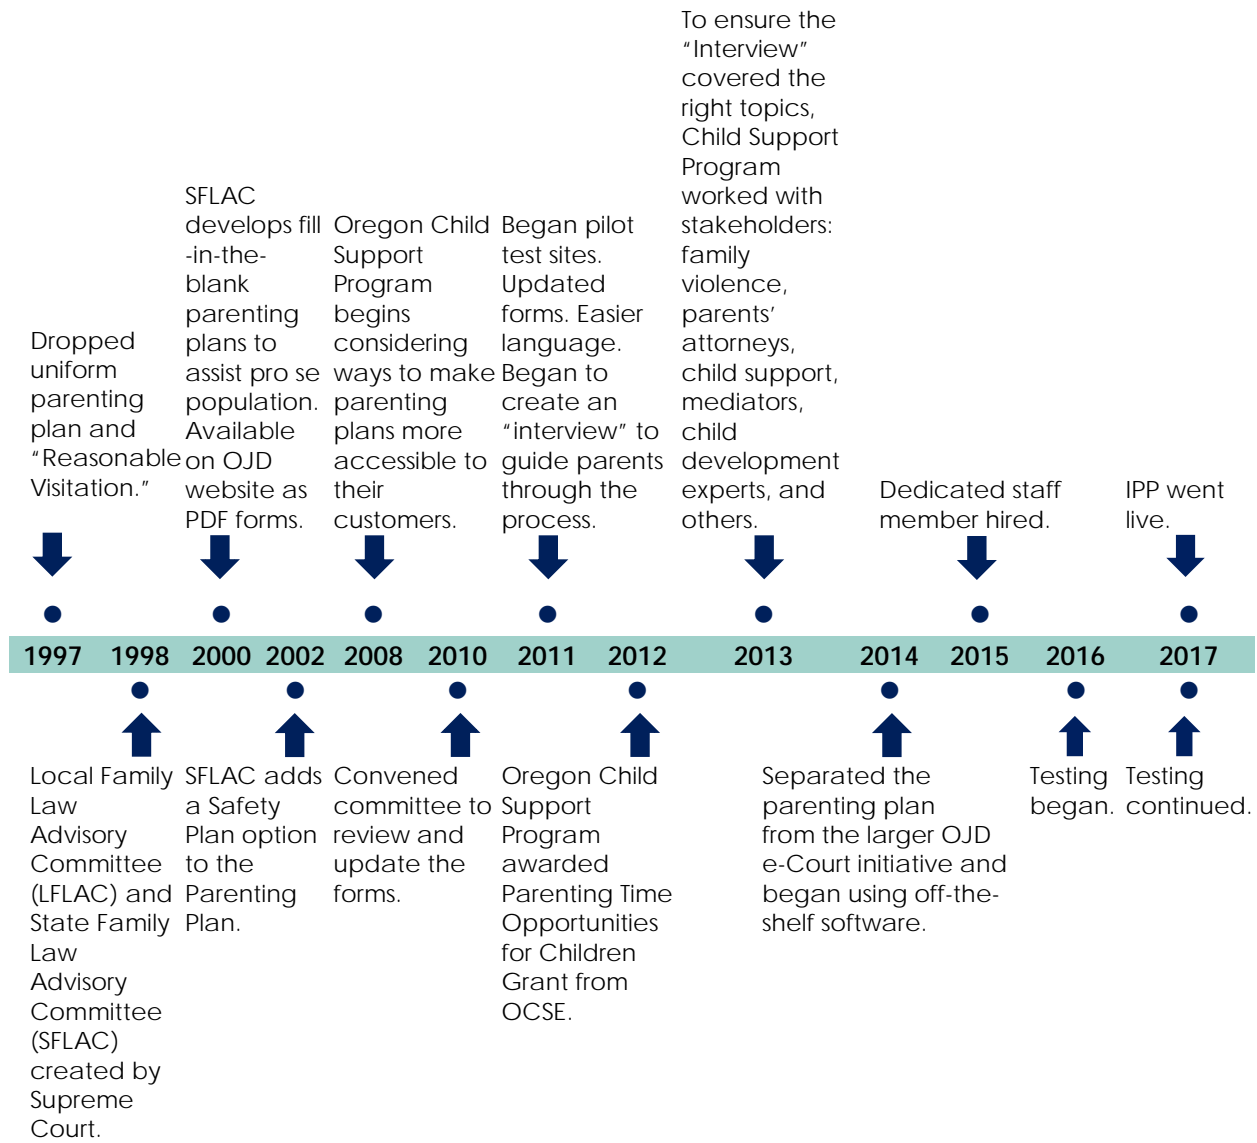 Dropped
uniform
parenting
plan and
“Reasonable
Visitation.”
SFLAC
develops fill
-in-the-
blank
parenting
plans to
assist pro se
population.
Available
on OJD
website as
PDF forms.
Oregon Child
Support
Program
begins
considering
ways to make
parenting
plans more
accessible to
their
customers.
Began pilot
test sites.
Updated
forms. Easier
language.
Began to
create an
“interview” to
guide parents
through the
process.
To ensure the
“Interview”
covered the
right topics,
Child Support
Program
worked with
stakeholders:
family
violence,
parents’
attorneys,
child support,
mediators,
child
development
experts, and
others.
Dedicated staff
member hired.
IPP went
live.
1997 1998 2000 2002 2008 2010 2011 2012 2013 2014 2015 2016 2017
Local Family
Law
Advisory
Committee
(LFLAC) and
State Family
Law
Advisory
Committee
(SFLAC)
created by
Supreme
Court.
SFLAC adds
a Safety
Plan option
to the
Parenting
Plan.
Convened
committee to
review and
update the
forms.
Oregon Child
Support
Program
awarded
Parenting Time
Opportunities
for Children
Grant from
OCSE.
Separated the
parenting plan
from the larger OJD
e-Court initiative and
began using off-the-
shelf software.
Testing
began.
Testing
continued.